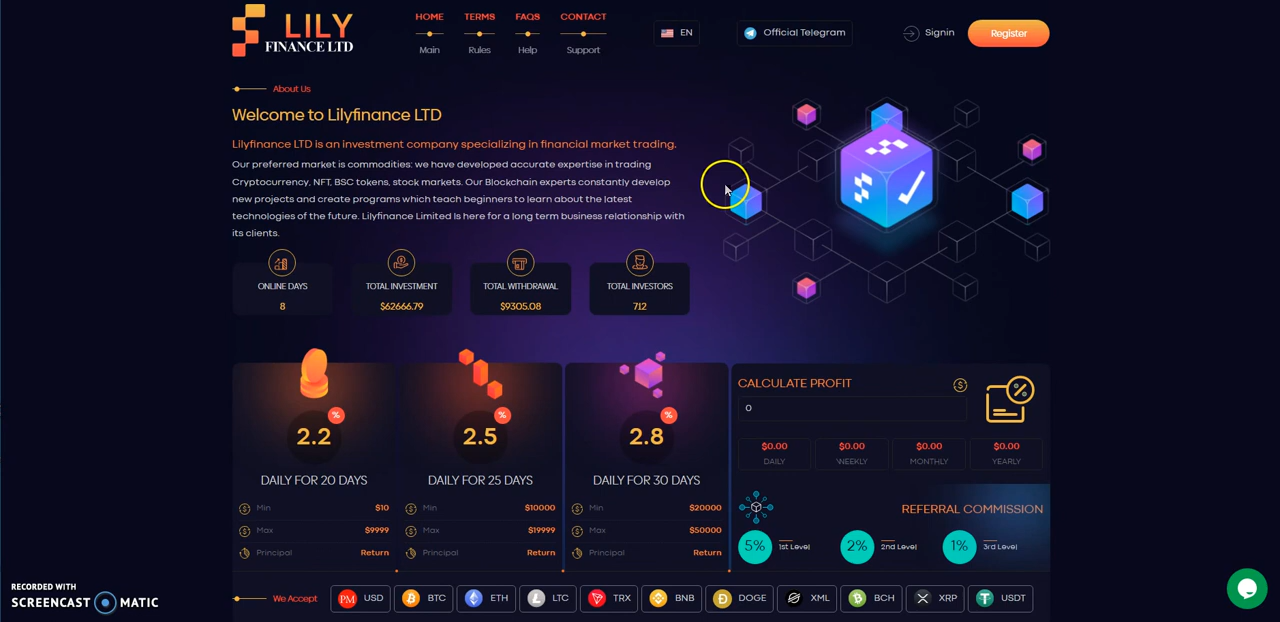 LILY
FINANCE LTD
HOME TERMS FAQS CONTACT
Main Rules Help Support
EN
Official Telegram
Signin
Register
About Us
Welcome to Lilyfinance LTD
Lilyfinance LTD is an investment company specializing in financial market trading.
Our preferred market is commodities: we have developed accurate expertise in trading
Cryptocurrency, NFT, BSC tokens, stock markets. Our Blockchain experts constantly develop
new projects and create programs which teach beginners to learn about the latest
technologies of the future. Lilyfinance Limited Is here for a long term business relationship with
its clients.
ONLINE DAYS
8
TOTAL INVESTMENT
$62666.79
TOTAL WITHDRAWAL
$9305.08
TOTAL INVESTORS
712
%
2.2
DAILY FOR 20 DAYS
Min $10
Max $9999
Principal Return
%
2.5
DAILY FOR 25 DAYS
Min $10000
Max $19999
Principal Return
%
2.8
DAILY FOR 30 DAYS
Min $20000
Max $50000
Principal Return
CALCULATE PROFIT
0
$0.00 $0.00 $0.00 $0.00
DAILY WEEKLY MONTHLY YEARLY
REFERRAL COMMISSION
5% 1st Level 2% 2nd Level 1% 3rd Level
We Accept PM USD BTC ETH LTC TRX BNB DOGE XML BCH XRP USDT
RECORDED WITH
SCREENCAST MATIC